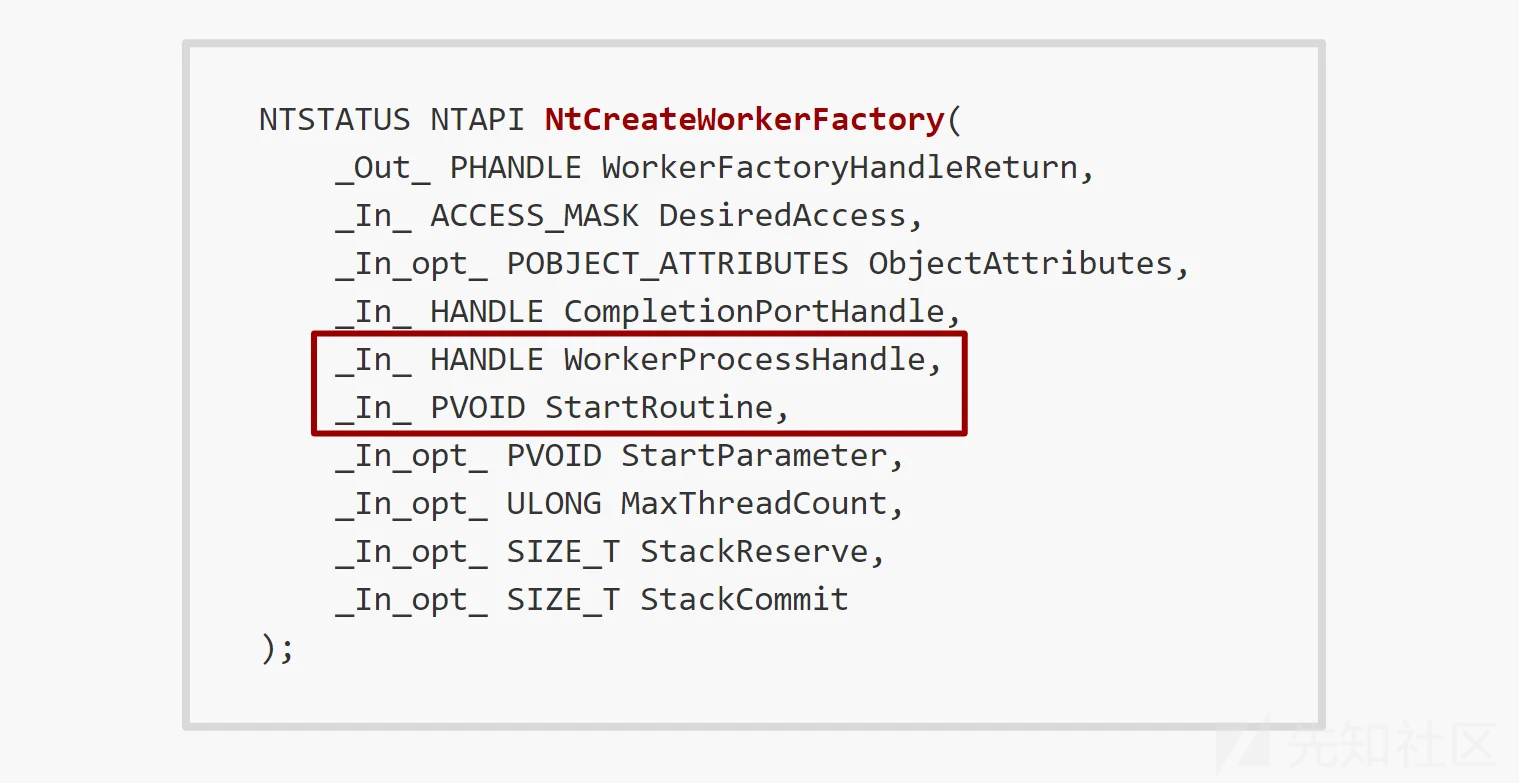 NTSTATUS NTAPI NtCreateWorkerFactory(
_Out_ PHANDLE WorkerFactoryHandleReturn,
_In_ ACCESS_MASK DesiredAccess,
_In_opt_ POBJECT_ATTRIBUTES ObjectAttributes,
_In_ HANDLE CompletionPortHandle,
_In_ HANDLE WorkerProcessHandle,
_In_ PVOID StartRoutine,
_In_opt_ PVOID StartParameter,
_In_opt_ ULONG MaxThreadCount,
_In_opt_ SIZE_T StackReserve,
_In_opt_ SIZE_T StackCommit
);
先知社区